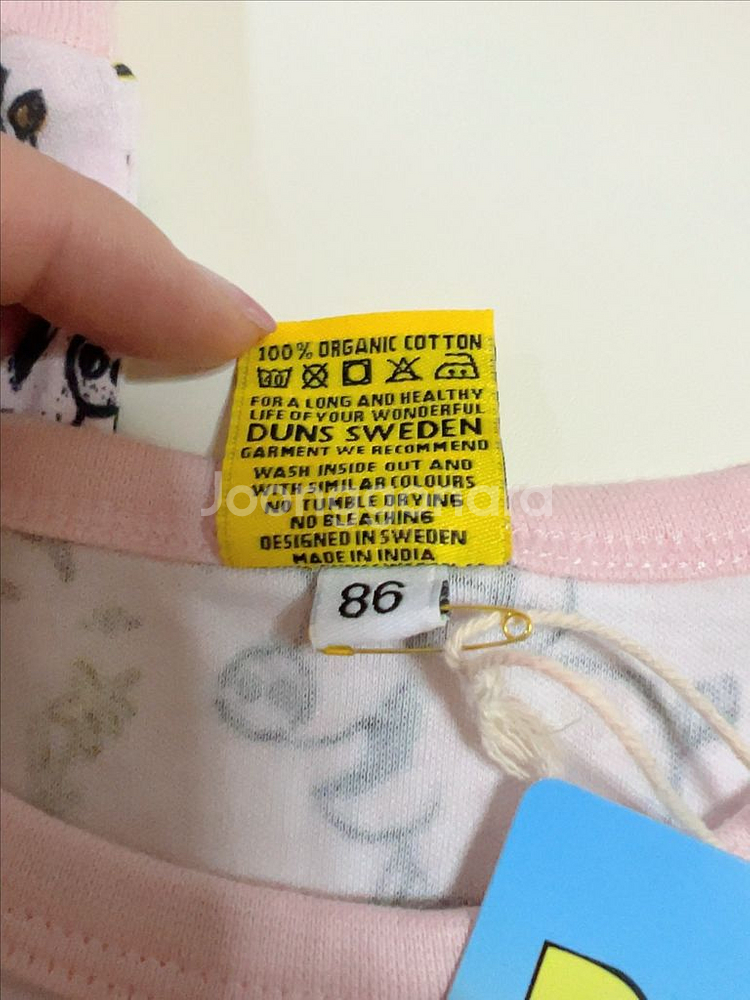 100% ORGANIC COTTON
40
FOR A LONG AND HEALTHY
LIFE OF YOUR WONDERFUL
DUNS SWEDEN
GARMENT WE RECOMMEND
WASH INSIDE OUT AND
WITH SIMILAR COLOURS
NO TUMBLE DRYING
NO BLEACHING
DESIGNED IN SWEDEN
MADE IN INDIA
86